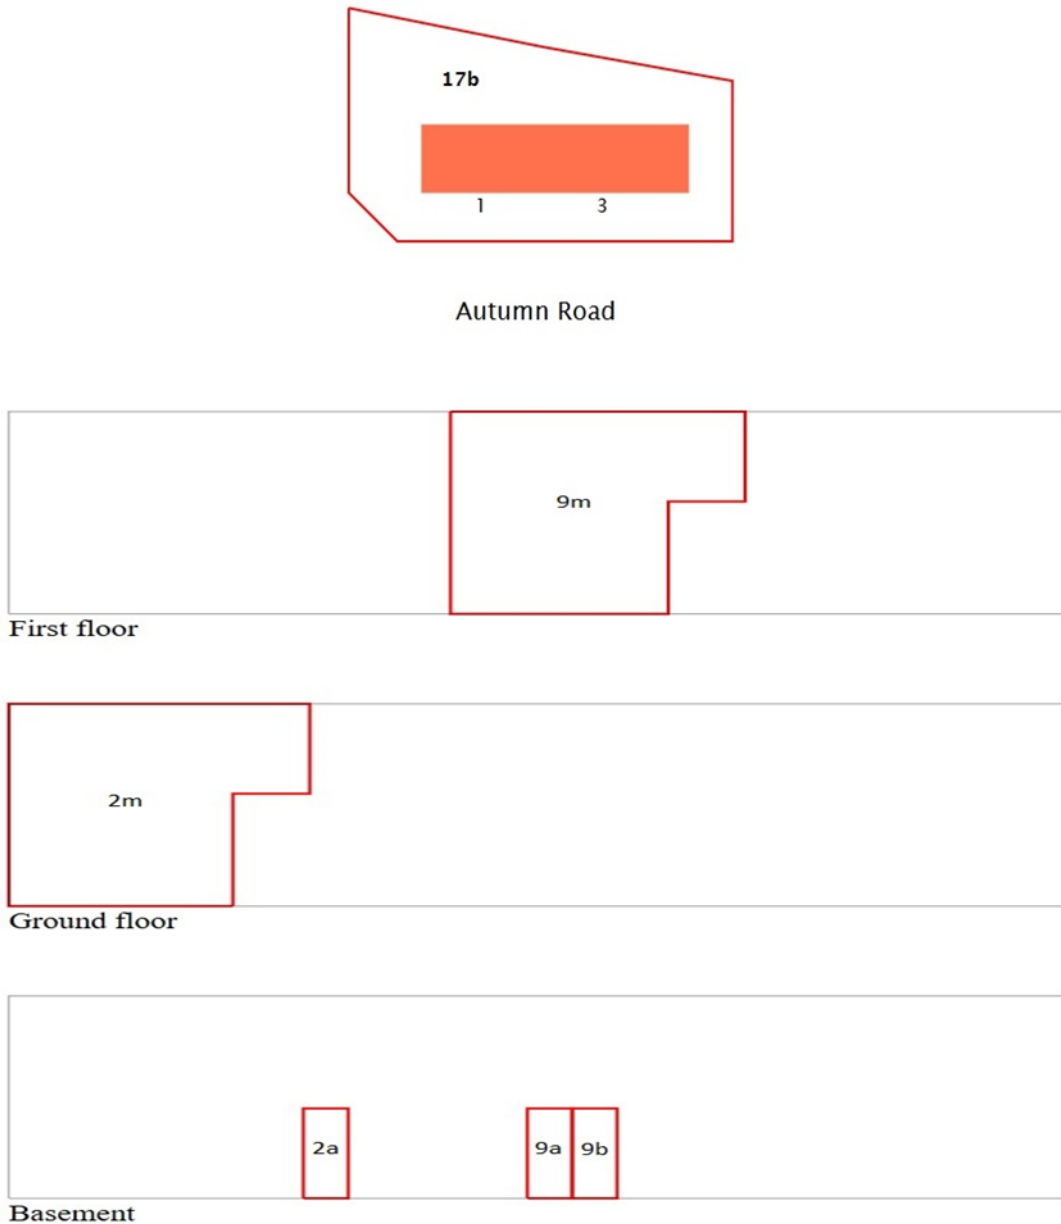 17b
1 3
Autumn Road
9m
First floor
2m
Ground floor
2a 9a 9b
Basement